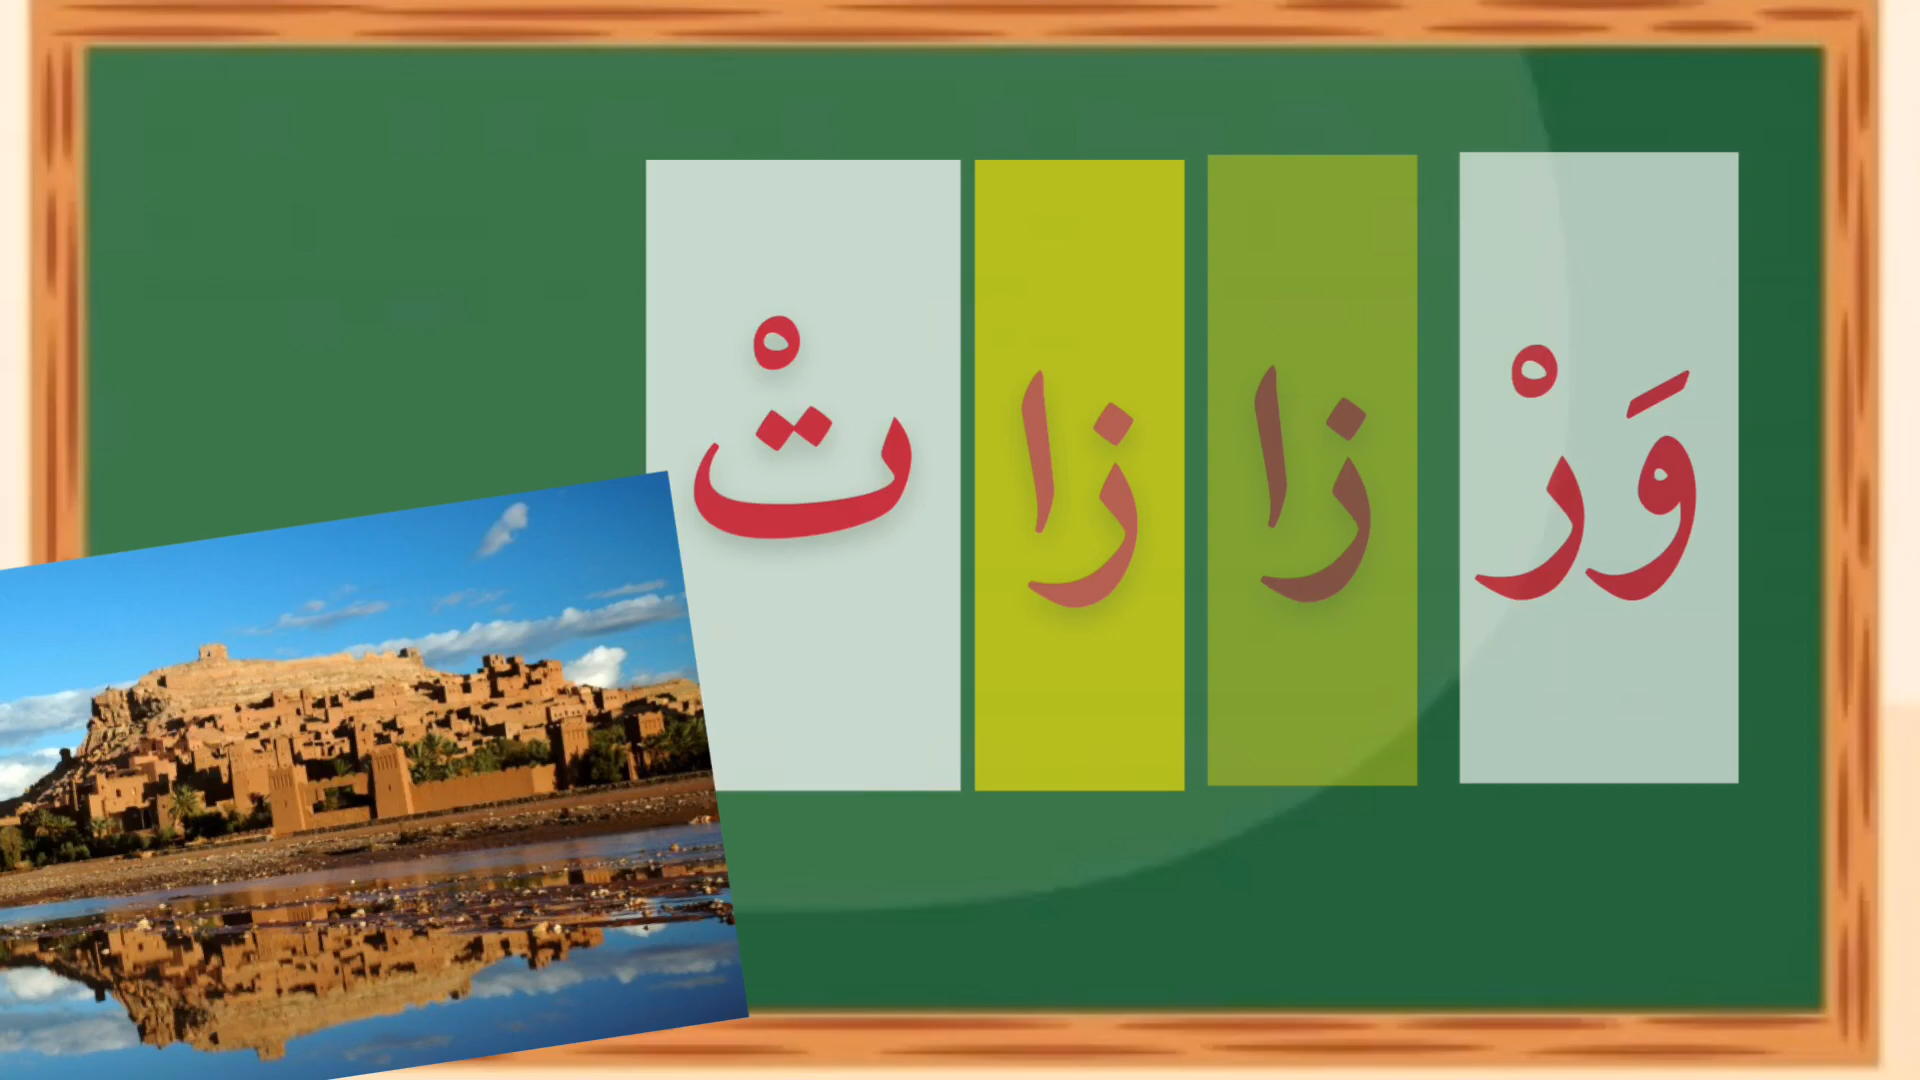 وَرْ زا زا تْ